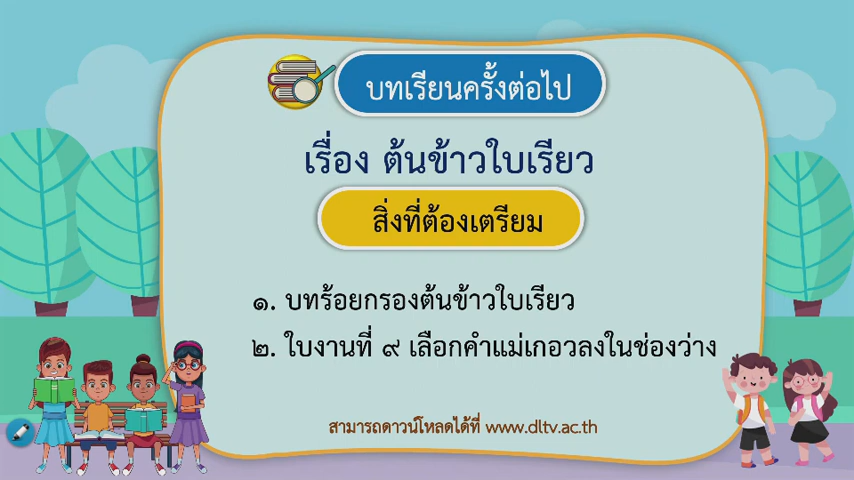 บทเรียนครั้งต่อไป
เรื่อง ต้นข้าวใบเรียว
สิ่งที่ต้องเตรียม
๑. บทร้อยกรองต้นข้าวใบเรียว
๒. ใบงานที่ ๙ เลือกคำแม่เกอวลงในช่องว่าง
สามารถดาวน์โหลดได้ที่ www.dltv.ac.th